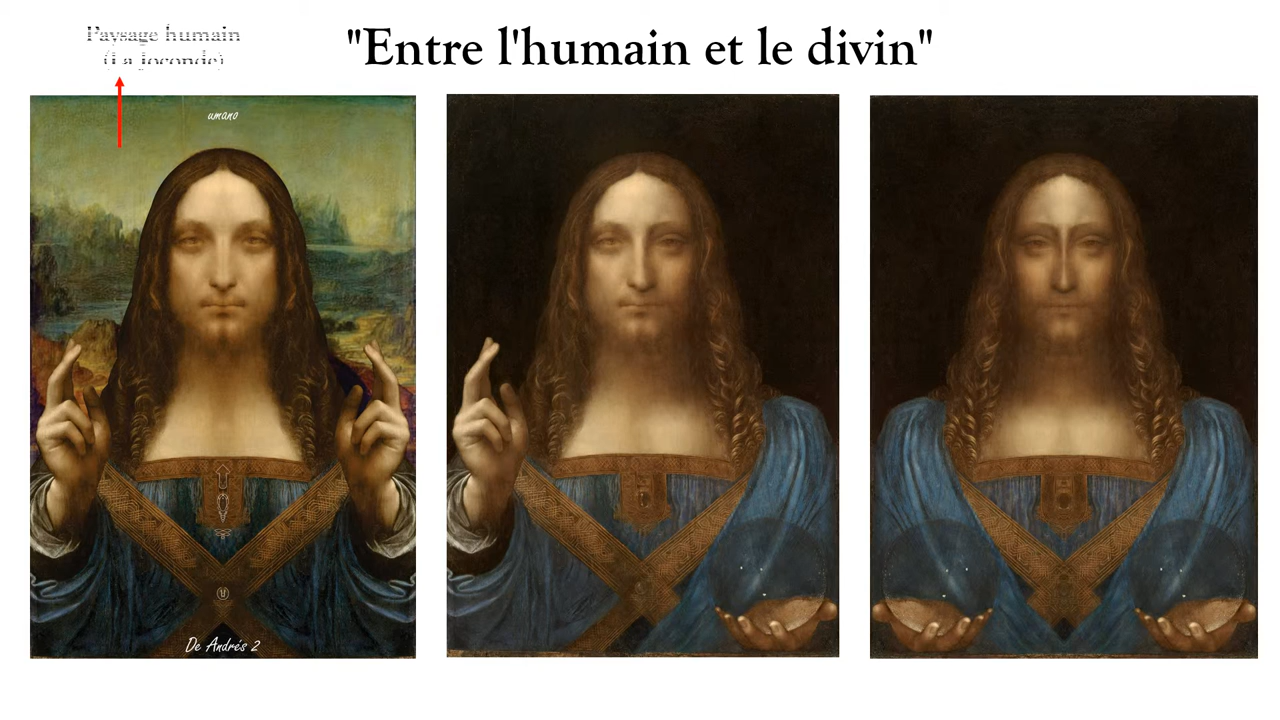 Paysage humain
(La Joconde)
"Entre l'humain et le divin"
umano
De Andrés 2